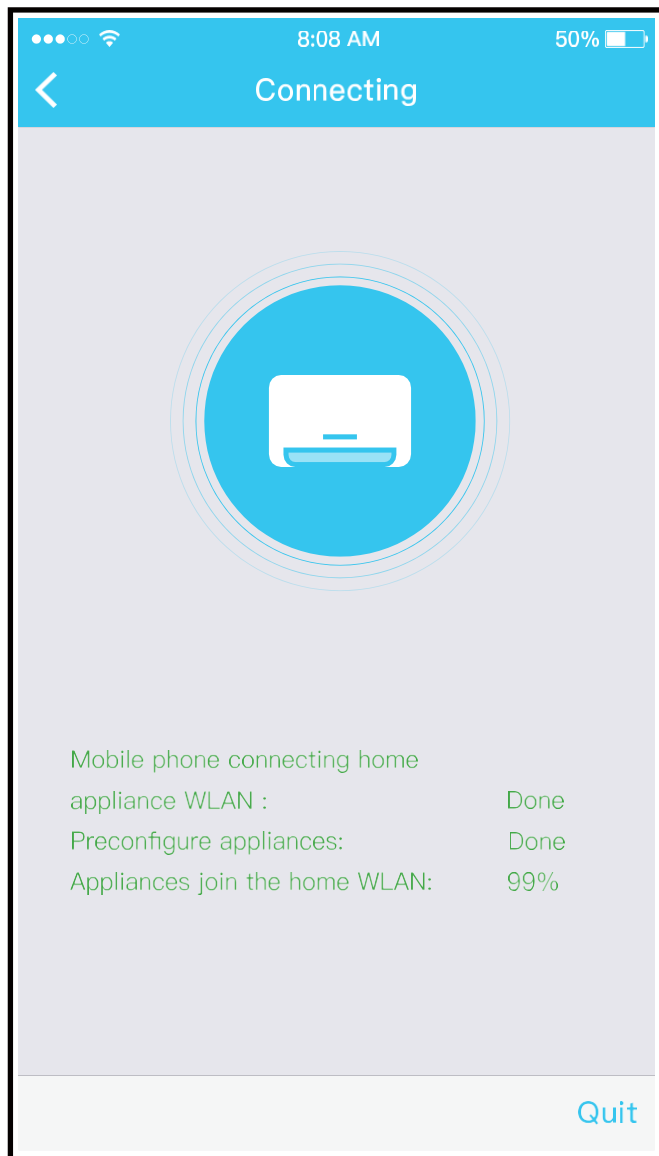 8:08 AM 50%
Connecting
Mobile phone connecting home
appliance WLAN : Done
Preconfigure appliances: Done
Appliances join the home WLAN: 99%
Quit